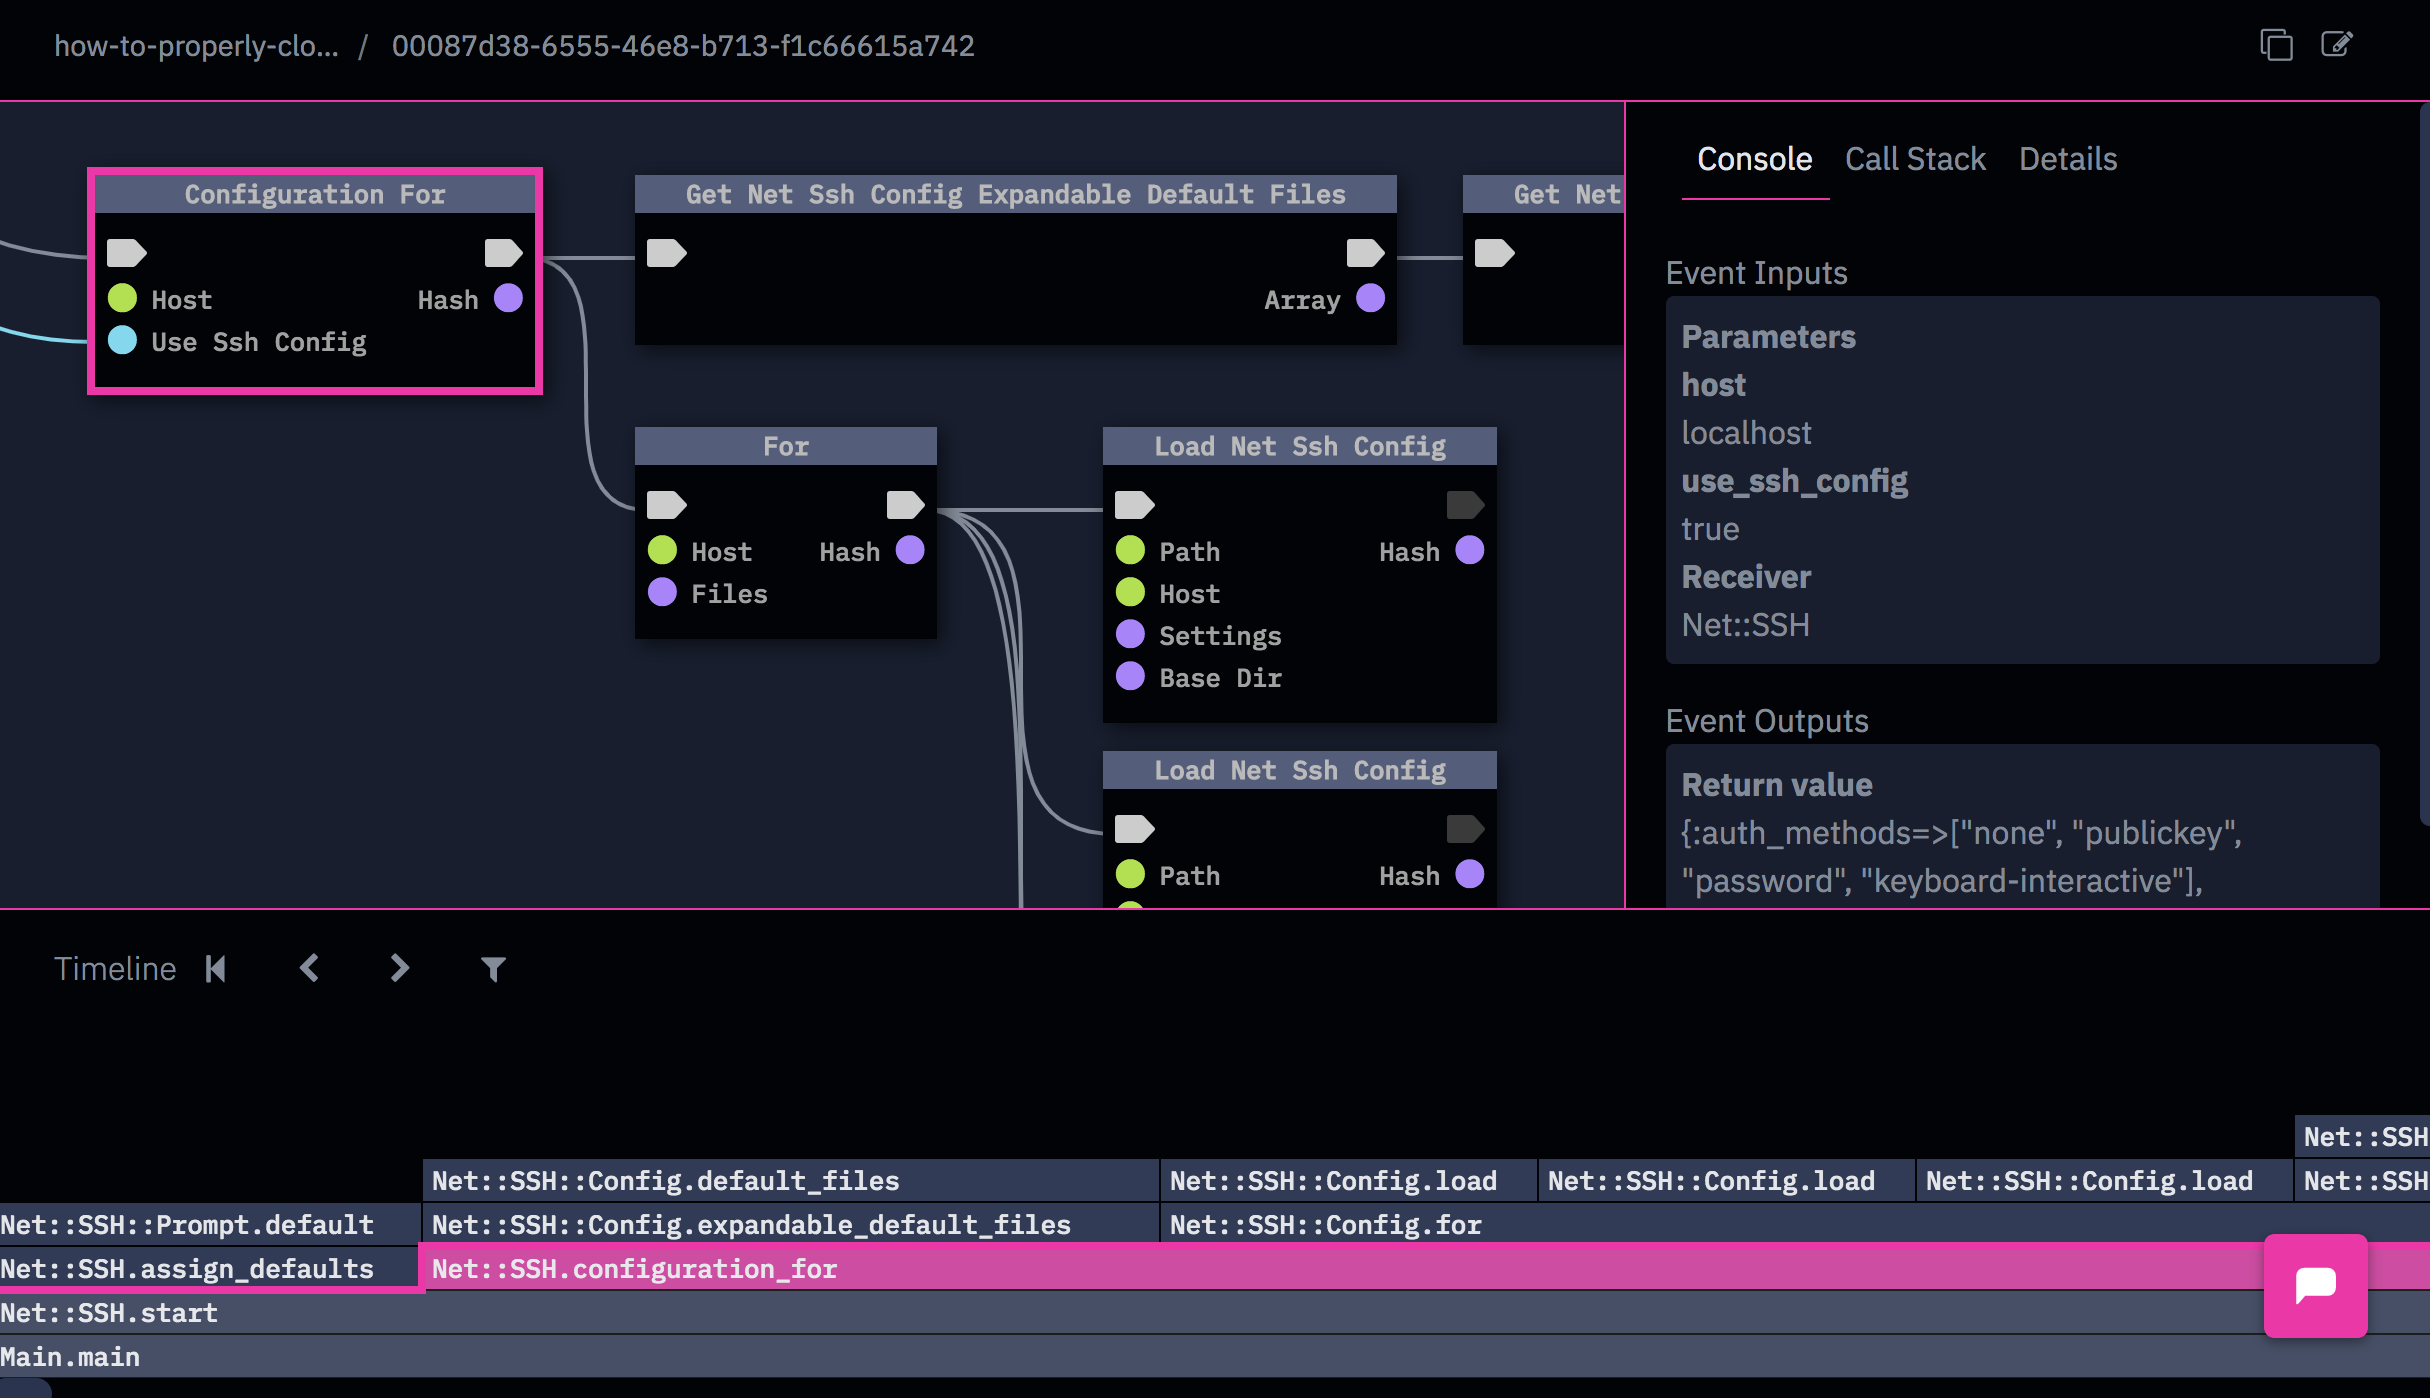 how-to-properly-clo... / 00087d38-6555-46e8-b713-f1c66615a742
Configuration For
Host Hash
Use Ssh Config
Get Net Ssh Config Expandable Default Files
Array
Get Net
For
Host Hash
Files
Load Net Ssh Config
Path Hash
Host
Settings
Base Dir
Load Net Ssh Config
Path Hash
Console Call Stack Details
Event Inputs
Parameters
host
localhost
use_ssh_config
true
Receiver
Net::SSH
Event Outputs
Return value
{:auth_methods=>["none", "publickey",
"password", "keyboard-interactive"],
Timeline
Net::SSH
Net::SSH::Config.default_files Net::SSH::Config.load Net::SSH::Config.load Net::SSH::Config.load Net::SSH
Net::SSH::Prompt.default Net::SSH::Config.expandable_default_files Net::SSH::Config.for
Net::SSH.assign_defaults Net::SSH.configuration_for
Net::SSH.start
Main.main